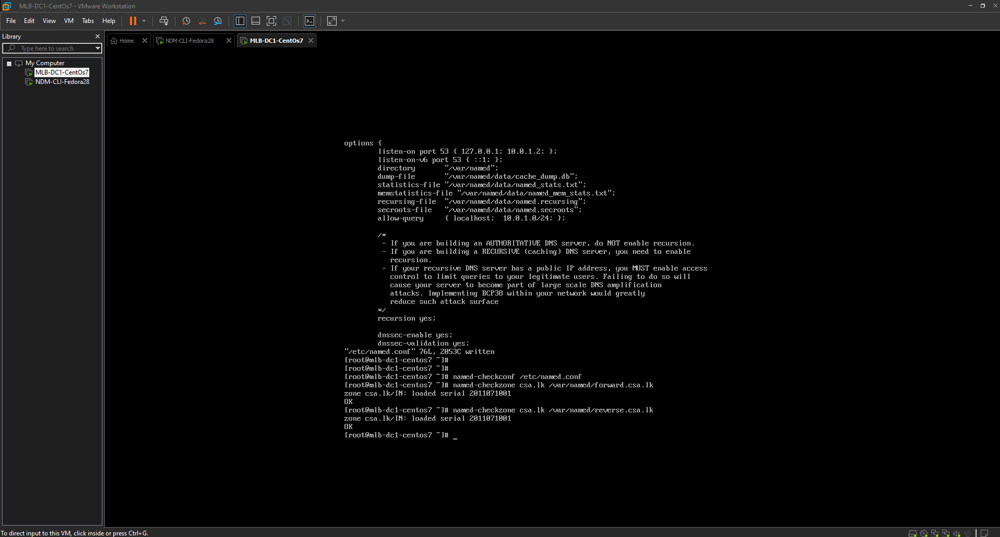 MLB-DC1-CentOs7 - VMware Workstation
File Edit View VM Tabs Help
Library
Type here to search
My Computer
MLB-DC1-CentOs7
NDM-CLI-Fedora28
Home NDM-CLI-Fedora28 MLB-DC1-CentOs7
options {
listen-on port 53 { 127.0.0.1; 10.0.1.2; };
listen-on-v6 port 53 { ::1; };
directory "/var/named";
dump-file "/var/named/data/cache_dump.db";
statistics-file "/var/named/data/named_stats.txt";
memstatistics-file "/var/named/data/named_mem_stats.txt";
recursing-file "/var/named/data/named.recursing";
secroots-file "/var/named/data/named.secroots";
allow-query { localhost; 10.0.1.0/24; };
/*
- If you are building an AUTHORITATIVE DNS server, do NOT enable recursion.
- If you are building a RECURSIVE (caching) DNS server, you need to enable
recursion.
- If your recursive DNS server has a public IP address, you MUST enable access
control to limit queries to your legitimate users. Failing to do so will
cause your server to become part of large scale DNS amplification
attacks. Implementing BCP38 within your network would greatly
reduce such attack surface
*/
recursion yes;
dnssec-enable yes;
dnssec-validation yes;
"/etc/named.conf" 76L, 2053C written
[root@mlb-dc1-centos7 ~]#
[root@mlb-dc1-centos7 ~]#
[root@mlb-dc1-centos7 ~]# named-checkconf /etc/named.conf
[root@mlb-dc1-centos7 ~]# named-checkzone csa.lk /var/named/forward.csa.lk
zone csa.lk/IN: loaded serial 2011071001
OK
[root@mlb-dc1-centos7 ~]# named-checkzone csa.lk /var/named/reverse.csa.lk
zone csa.lk/IN: loaded serial 2011071001
OK
[root@mlb-dc1-centos7 ~]# _
To direct input to this VM, click inside or press Ctrl+G.